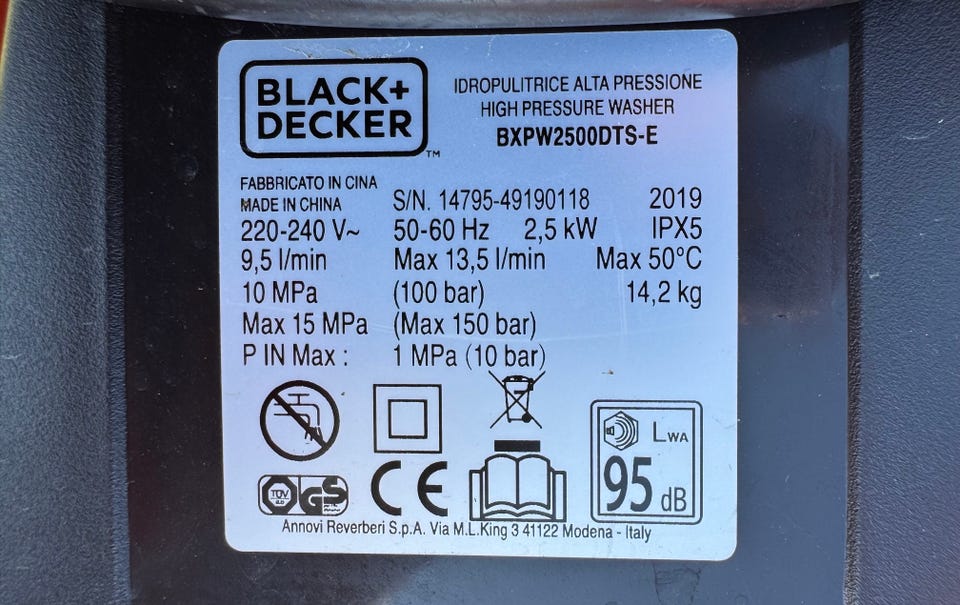 BLACK+
DECKER™
IDROPULITRICE ALTA PRESSIONE
HIGH PRESSURE WASHER
BXPW2500DTS-E
FABBRICATO IN CINA
MADE IN CHINA
S/N. 14795-49190118 2019
220-240 V~ 50-60 Hz 2,5 kW IPX5
9,5 l/min Max 13,5 l/min Max 50°C
10 MPa (100 bar) 14,2 kg
Max 15 MPa (Max 150 bar)
P IN Max : 1 MPa (10 bar)
LWA
95 dB
TÜV
GS
CE
Annovi Reverberi S.p.A. Via M.L.King 3 41122 Modena - Italy